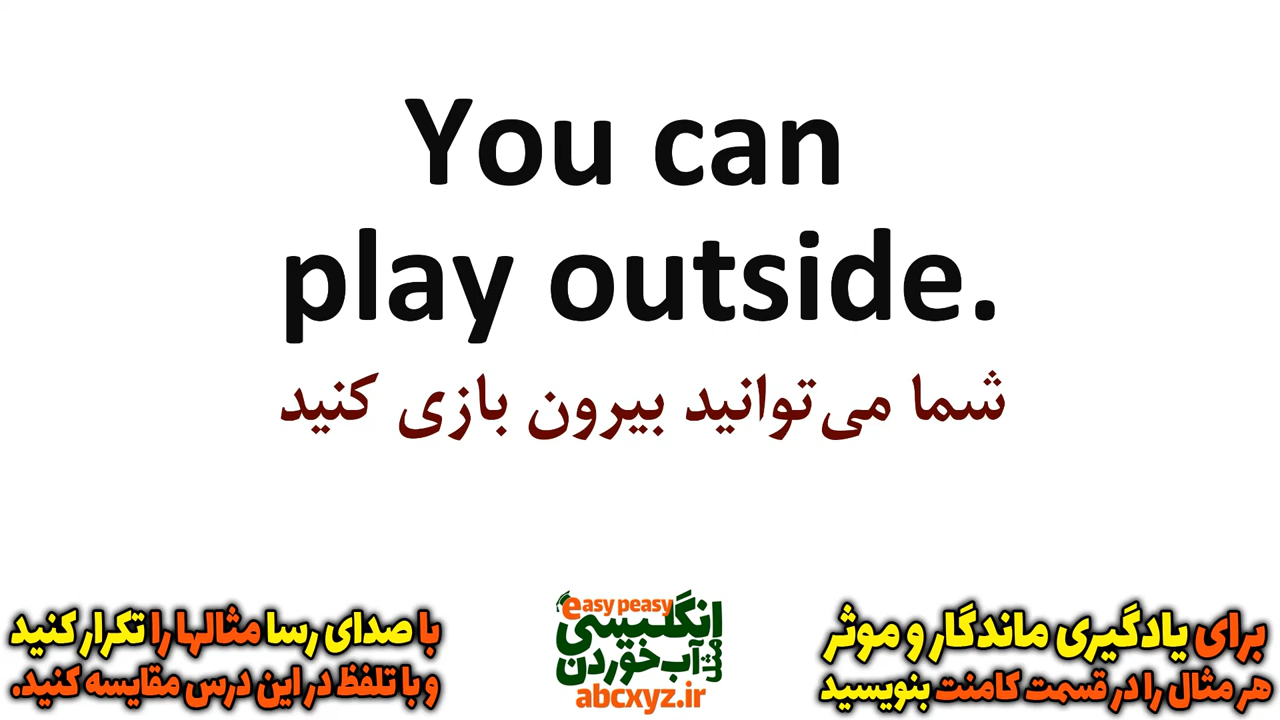 You can
play outside.
شما می‌توانید بیرون بازی کنید
برای یادگیری ماندگار و موثر
هر مثال را در قسمت کامنت بنویسید
easy peasy
انگلیسی
مثل آب خوردن
abcxyz.ir
با صدای رسا مثالها را تکرار کنید
و با تلفظ در این درس مقایسه کنید.